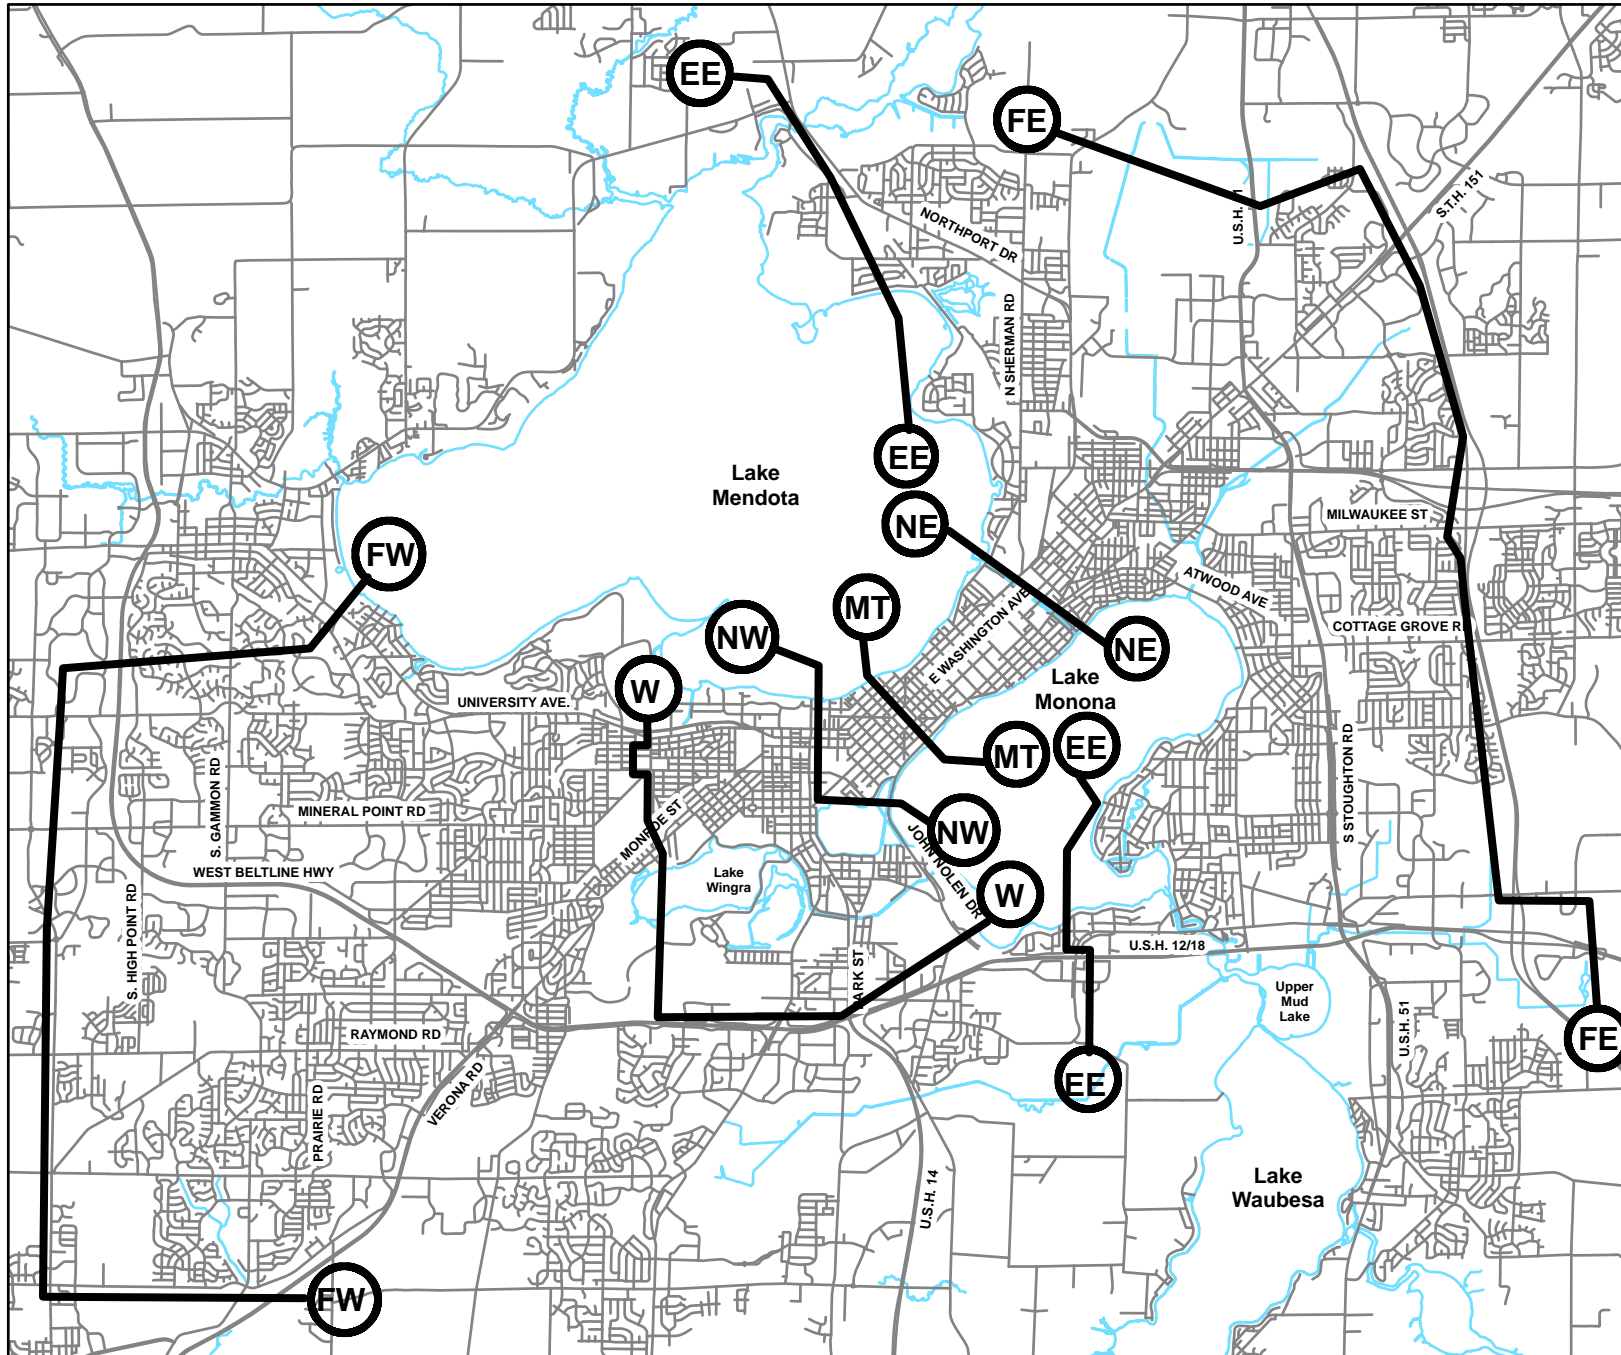 EE
FE
S.T.H. 151
U.S.H. 51
NORTHPORT DR
N SHERMAN RD
EE
Lake
Mendota
NE
MILWAUKEE ST
FW
ATWOOD AVE
MT
E WASHINGTON AVE
COTTAGE GROVE R
NW
NE
W
Lake
Monona
UNIVERSITY AVE.
EE
MT
S STOUGHTON RD
S. GAMMON RD
MINERAL POINT RD
MONROE ST
NW
JOHN NOLEN DR
WEST BELTLINE HWY
Lake
Wingra
W
S. HIGH POINT RD
U.S.H. 12/18
PARK ST
Upper
Mud
Lake
RAYMOND RD
U.S.H. 51
FE
EE
VERONA RD
PRAIRIE RD
Lake
Waubesa
U.S.H. 14
FW